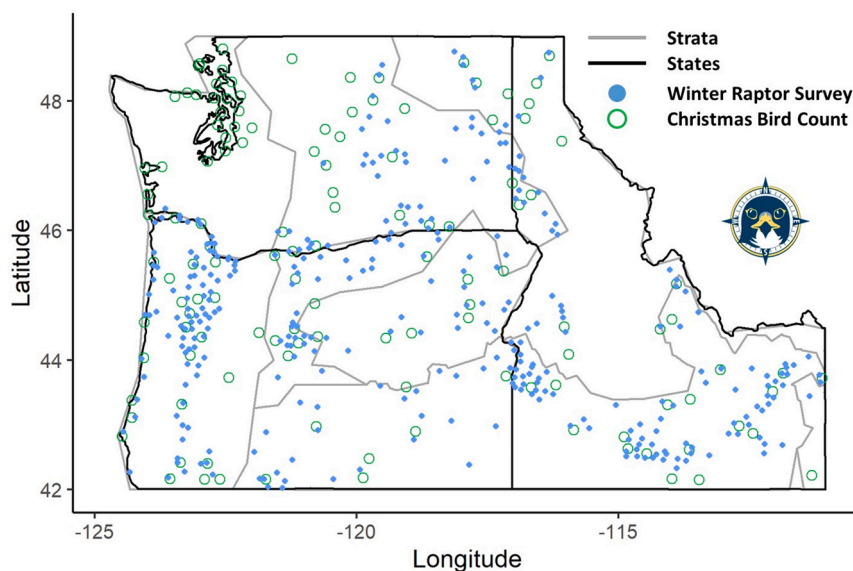 Strata
States
Winter Raptor Survey
Christmas Bird Count
48
46
44
42
-125
-120
-115
Latitude
Longitude